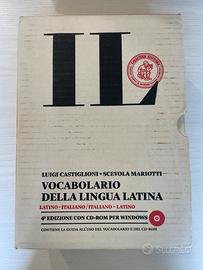 IL
LUIGI CASTIGLIONI • SCEVOLA MARIOTTI
VOCABOLARIO
DELLA LINGUA LATINA
LATINO - ITALIANO / ITALIANO - LATINO
4ª EDIZIONE CON CD-ROM PER WINDOWS
CONTIENE LA GUIDA ALL'USO DEL VOCABOLARIO E DEL CD-ROM
subito